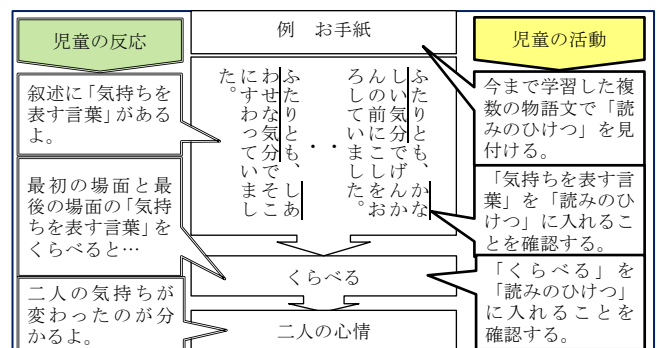 児童の反応
例　お手紙
児童の活動
叙述に「気持ちを
表す言葉」がある
よ。
最初の場面と最
後の場面の「気持
ちを表す言葉」を
くらべると…
二人の気持ちが
変わったのが分
かるよ。
ふたりとも、かな
しい気分でげんか
んの前にこしをお
ろしていました。
・・
ふたりとも、しあ
わせな気分でそこ
にすわっていまし
た。
くらべる
二人の心情
今まで学習した複
数の物語文で「読
みのひけつ」を見
付ける。
「気持ちを表す言
葉」を「読みのひ
けつ」に入れるこ
とを確認する。
「くらべる」を
「読みのひけつ」
に入れることを
確認する。